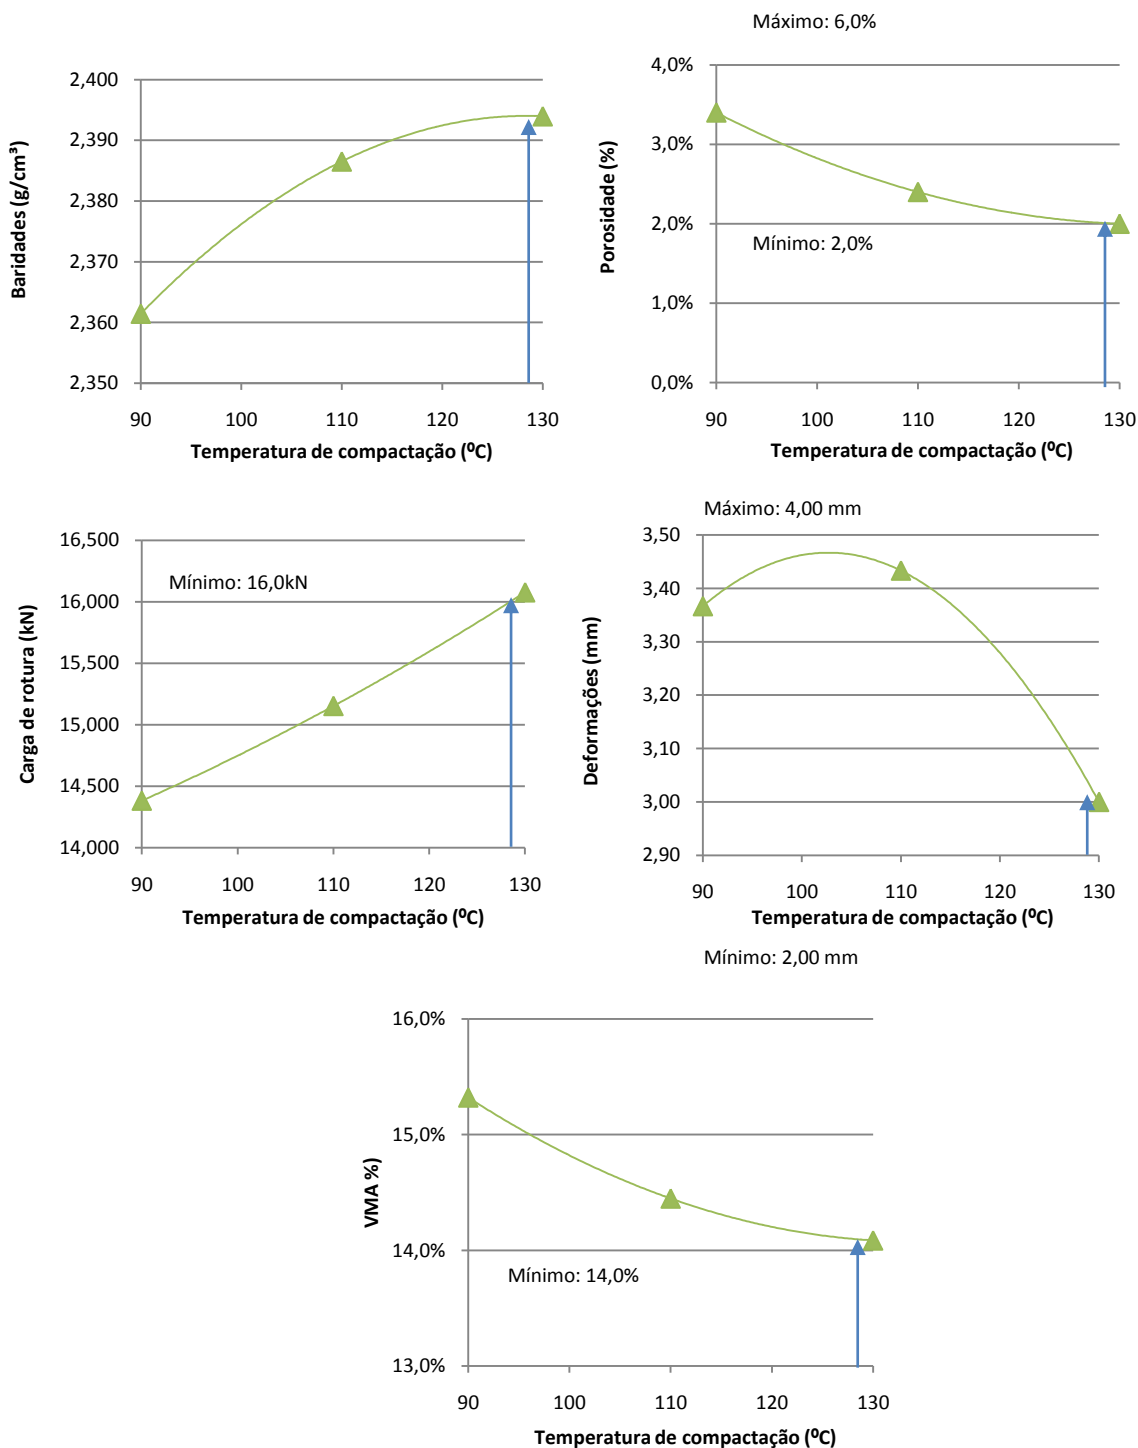 Máximo: 6,0%
2,400
2,390
2,380
2,370
2,360
2,350
Baridades (g/cm³)
90 100 110 120 130
Temperatura de compactação (ºC)
4,0%
3,0%
2,0%
1,0%
0,0%
Porosidade (%)
Mínimo: 2,0%
90 100 110 120 130
Temperatura de compactação (ºC)
16,500
16,000
15,500
15,000
14,500
14,000
Carga de rotura (kN)
Mínimo: 16,0kN
90 100 110 120 130
Temperatura de compactação (ºC)
Máximo: 4,00 mm
3,50
3,40
3,30
3,20
3,10
3,00
2,90
Deformações (mm)
90 100 110 120 130
Temperatura de compactação (ºC)
Mínimo: 2,00 mm
16,0%
15,0%
14,0%
13,0%
VMA %)
Mínimo: 14,0%
90 100 110 120 130
Temperatura de compactação (ºC)